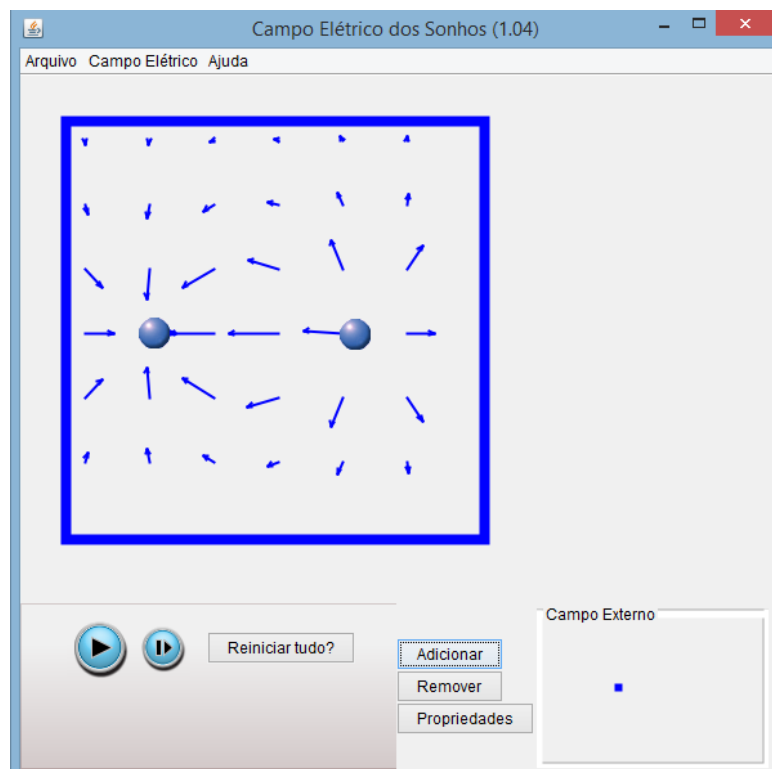 Campo Elétrico dos Sonhos (1.04)
Arquivo Campo Elétrico Ajuda
Reiniciar tudo?
Adicionar
Remover
Propriedades
Campo Externo